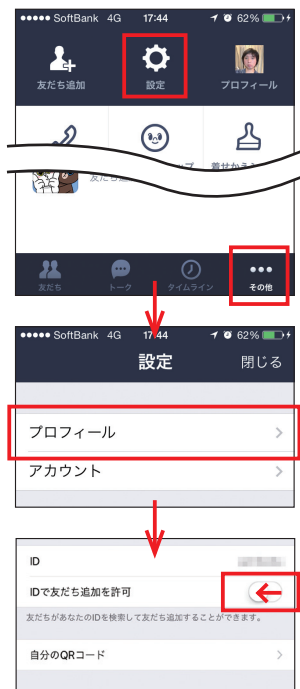 SoftBank 4G 17:44 62%
友だち追加 設定 プロフィール
友だち
トーク
タイムライン
その他
SoftBank 4G 17:44 62%
設定 閉じる
プロフィール
アカウント
ID
IDで友だち追加を許可
友だちがあなたのIDを検索して友だち追加することができます。
自分のQRコード